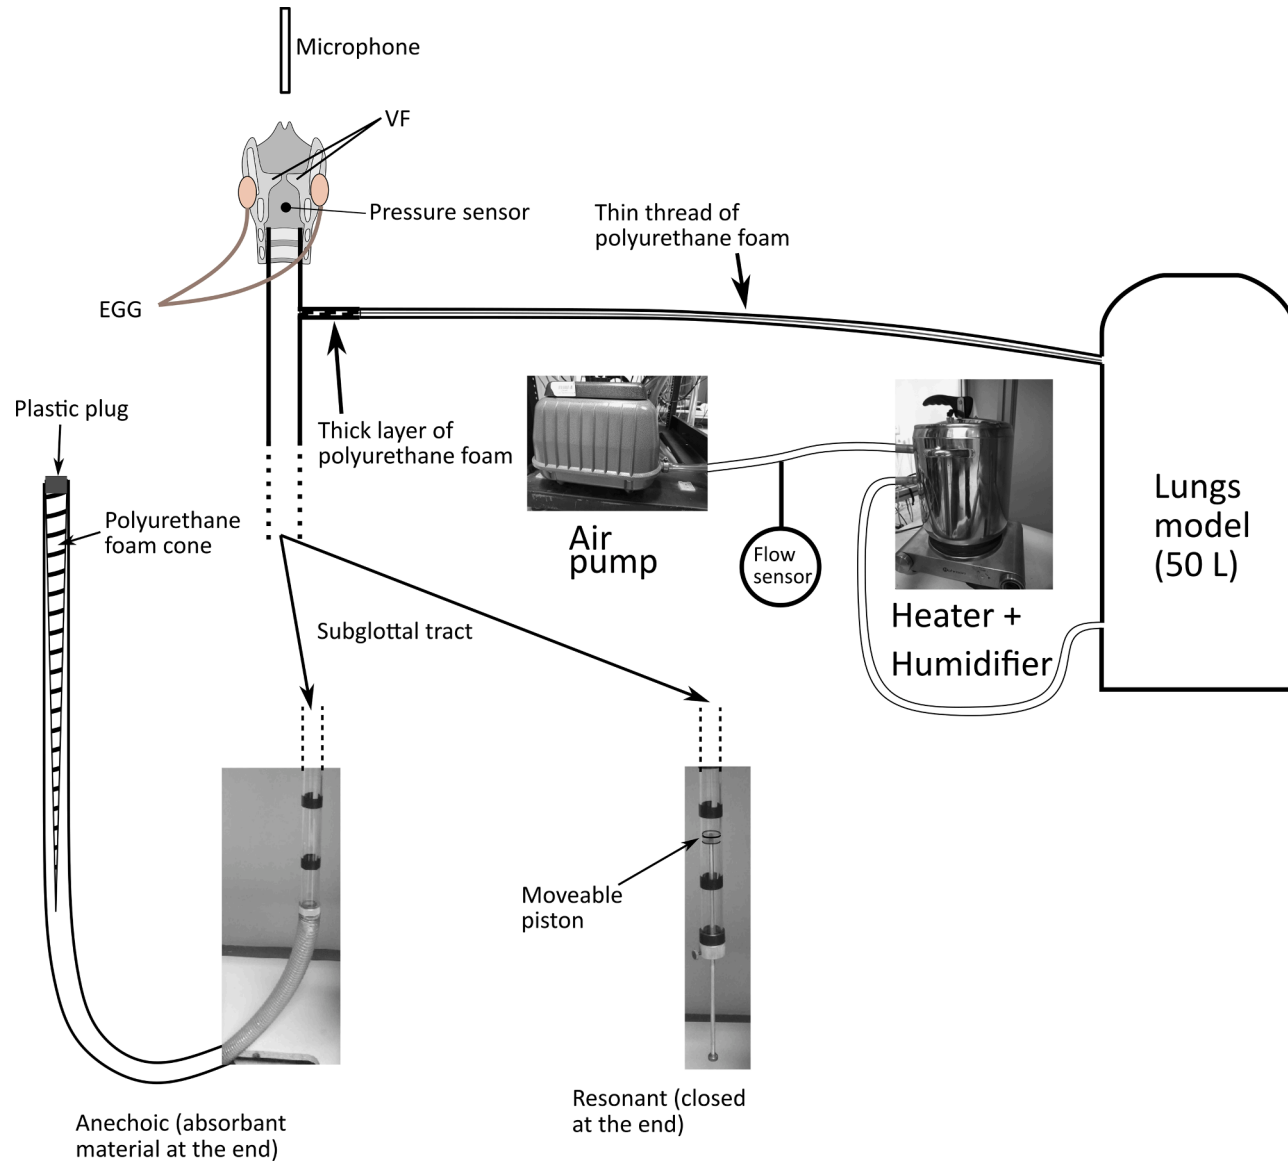 Microphone
VF
Pressure sensor
Thin thread of
polyurethane foam
EGG
Plastic plug
Thick layer of
polyurethane foam
Polyurethane
foam cone
Air
pump
Flow
sensor
Lungs
model
(50 L)
Heater +
Humidifier
Subglottal tract
Moveable
piston
Resonant (closed
at the end)
Anechoic (absorbant
material at the end)